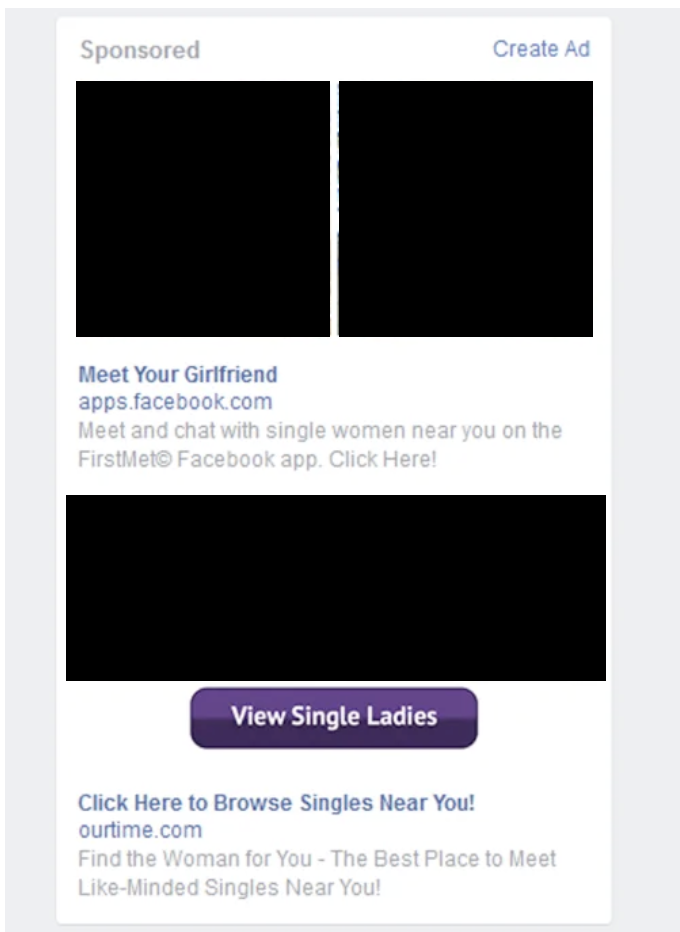 Sponsored
Create Ad
Meet Your Girlfriend
apps.facebook.com
Meet and chat with single women near you on the
FirstMet© Facebook app. Click Here!
View Single Ladies
Click Here to Browse Singles Near You!
ourtime.com
Find the Woman for You - The Best Place to Meet
Like-Minded Singles Near You!